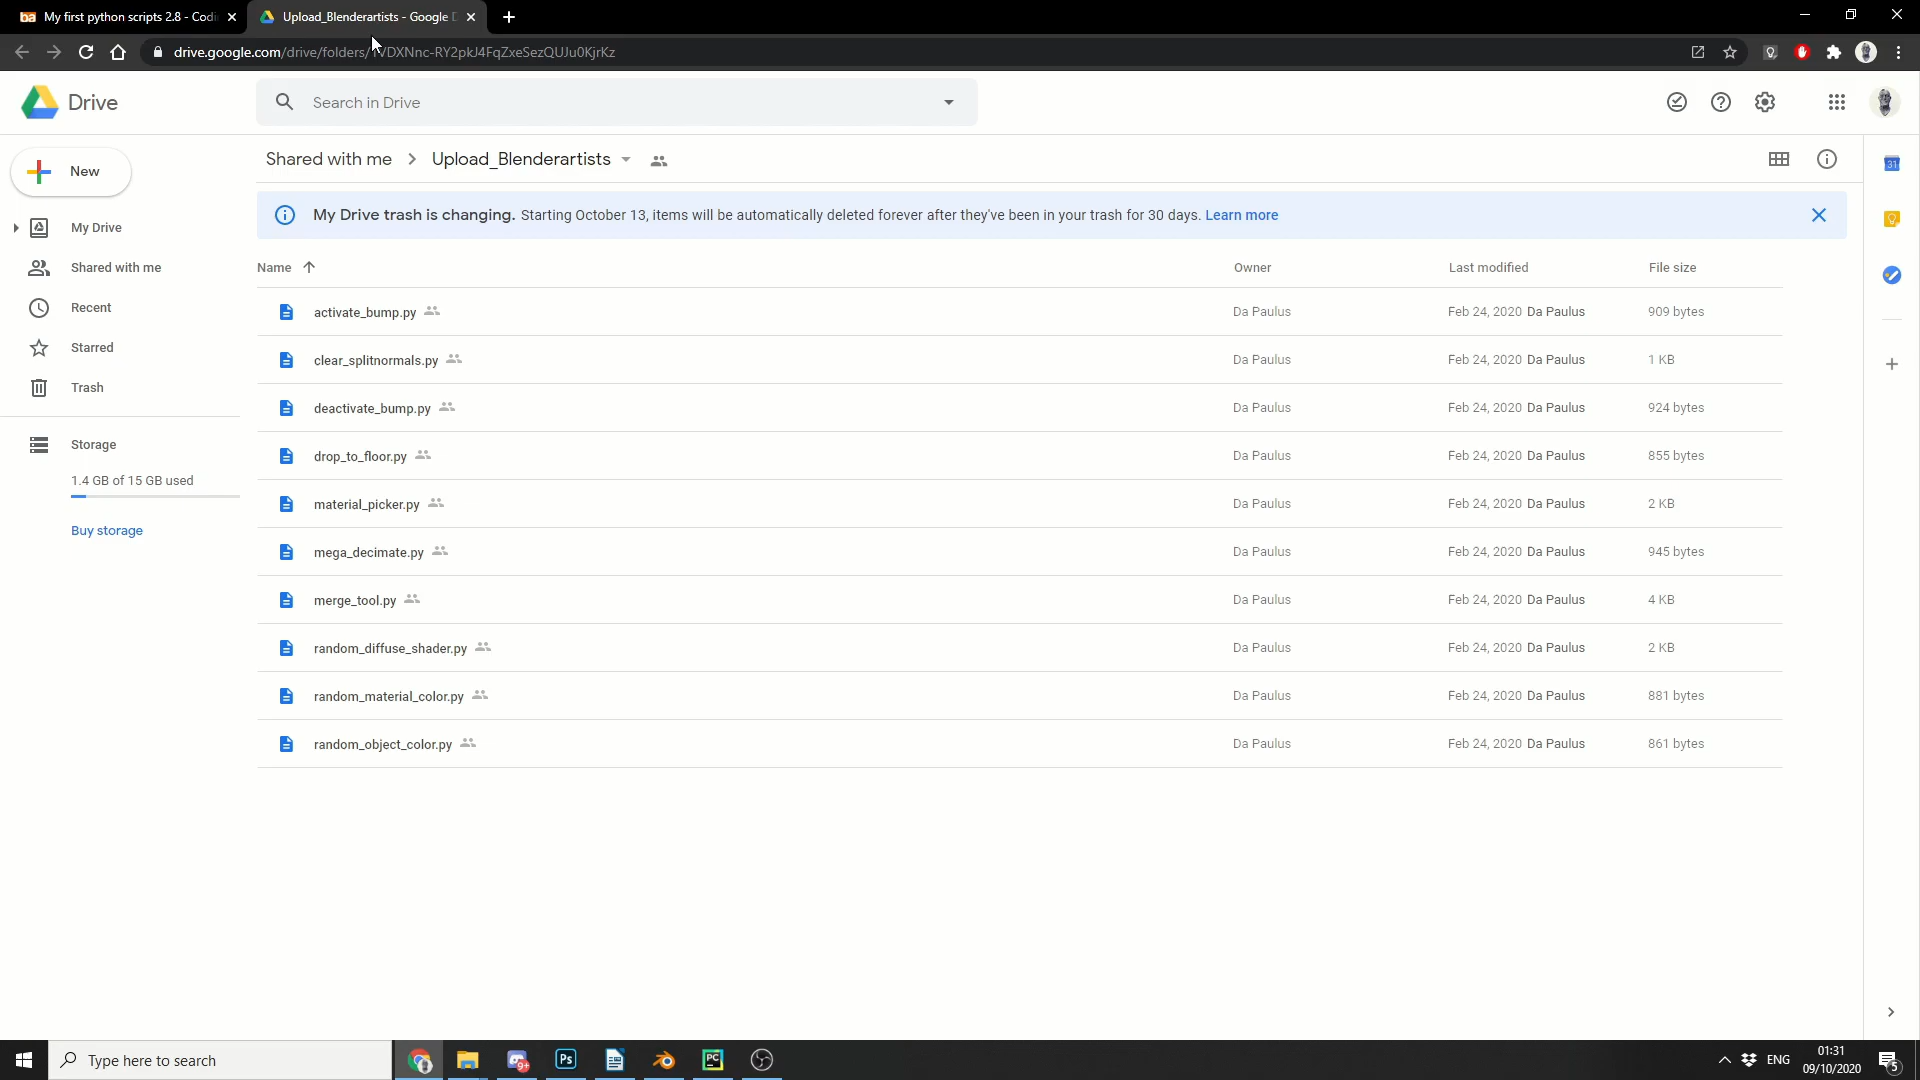 My first python scripts 2.8 - Codi
Upload_Blenderartists - Google D
drive.google.com/drive/folders/1VDXNnc-RY2pkJ4FqZxeSezQUJu0KjrKz
Drive
Search in Drive
New
Shared with me > Upload_Blenderartists
My Drive trash is changing. Starting October 13, items will be automatically deleted forever after they've been in your trash for 30 days. Learn more
My Drive
Shared with me
Recent
Starred
Trash
Storage
1.4 GB of 15 GB used
Buy storage
Name Owner Last modified File size
activate_bump.py Da Paulus Feb 24, 2020 Da Paulus 909 bytes
clear_splitnormals.py Da Paulus Feb 24, 2020 Da Paulus 1 KB
deactivate_bump.py Da Paulus Feb 24, 2020 Da Paulus 924 bytes
drop_to_floor.py Da Paulus Feb 24, 2020 Da Paulus 855 bytes
material_picker.py Da Paulus Feb 24, 2020 Da Paulus 2 KB
mega_decimate.py Da Paulus Feb 24, 2020 Da Paulus 945 bytes
merge_tool.py Da Paulus Feb 24, 2020 Da Paulus 4 KB
random_diffuse_shader.py Da Paulus Feb 24, 2020 Da Paulus 2 KB
random_material_color.py Da Paulus Feb 24, 2020 Da Paulus 881 bytes
random_object_color.py Da Paulus Feb 24, 2020 Da Paulus 861 bytes
31
Type here to search
9+
Ps
PC
ENG
01:31
09/10/2020
5